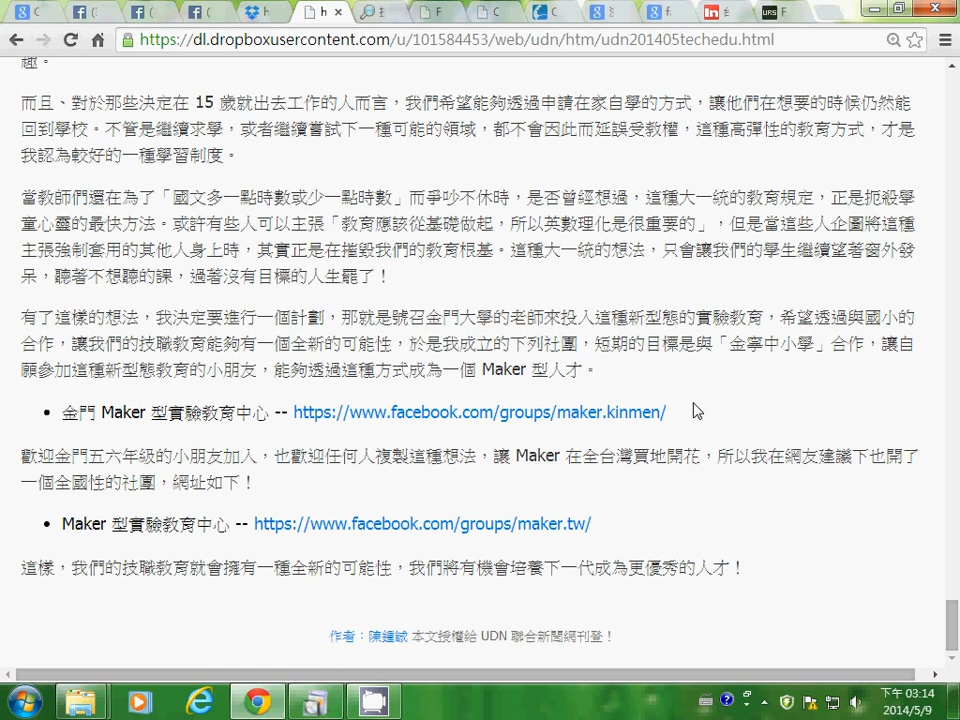 https://dl.dropboxusercontent.com/u/101584453/web/udn/htm/udn201405techedu.html
趣。
而且、對於那些決定在 15 歲就出去工作的人而言，我們希望能夠透過申請在家自學的方式，讓他們在想要的時候仍然能
回到學校。不管是繼續求學，或者繼續嘗試下一種可能的領域，都不會因此而延誤受教權，這種高彈性的教育方式，才是
我認為較好的一種學習制度。
當教師們還在為了「國文多一點時數或少一點時數」而爭吵不休時，是否曾經想過，這種大一統的教育規定，正是扼殺學
童心靈的最快方法。或許有些人可以主張「教育應該從基礎做起，所以英數理化是很重要的」，但是當這些人企圖將這種
主張強制套用的其他人身上時，其實正是在摧毀我們的教育根基。這種大一統的想法，只會讓我們的學生繼續望著窗外發
呆，聽著不想聽的課，過著沒有目標的人生罷了！
有了這樣的想法，我決定要進行一個計劃，那就是號召金門大學的老師來投入這種新型態的實驗教育，希望透過與國小的
合作，讓我們的技職教育能夠有一個全新的可能性，於是我成立的下列社團，短期的目標是與「金寧中小學」合作，讓自
願參加這種新型態教育的小朋友，能夠透過這種方式成為一個 Maker 型人才。
• 金門 Maker 型實驗教育中心 -- https://www.facebook.com/groups/maker.kinmen/
歡迎金門五六年級的小朋友加入，也歡迎任何人複製這種想法，讓 Maker 在全台灣買地開花，所以我在網友建議下也開了
一個全國性的社團，網址如下！
• Maker 型實驗教育中心 -- https://www.facebook.com/groups/maker.tw/
這樣，我們的技職教育就會擁有一種全新的可能性，我們將有機會培養下一代成為更優秀的人才！
作者：陳鍾誠 本文授權給 UDN 聯合新聞網刊登！
下午 03:14
2014/5/9